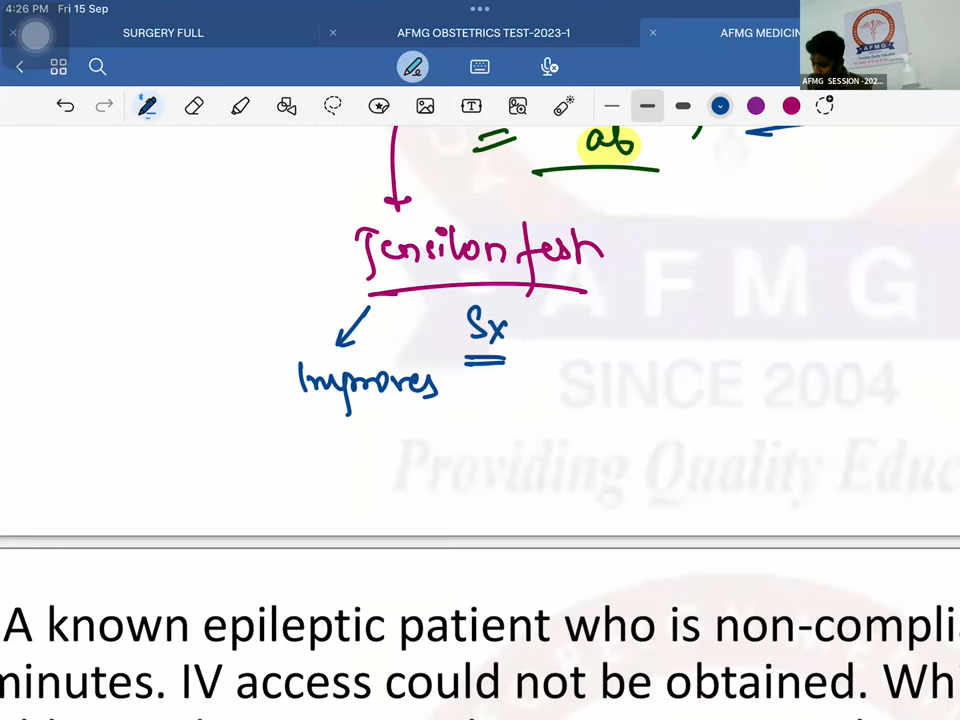 4:26 PM Fri 15 Sep
SURGERY FULL
AFMG OBSTETRICS TEST-2023-1
AFMG MEDICIN
AFMG
AFMG SESSION -202...
ab
Tensilon test
Sx
Improves
AFMG
SINCE 2004
Providing Quality Educ
A known epileptic patient who is non-compli
minutes. IV access could not be obtained. Whi